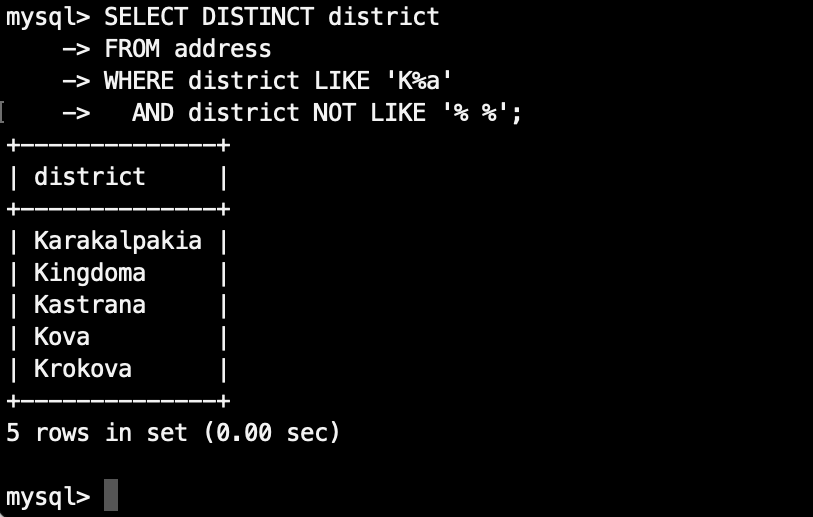 mysql> SELECT DISTINCT district
    -> FROM address
    -> WHERE district LIKE 'K%a'
    ->   AND district NOT LIKE '% %';
+--------------+
| district     |
+--------------+
| Karakalpakia |
| Kingdoma     |
| Kastrana     |
| Kova         |
| Krokova      |
+--------------+
5 rows in set (0.00 sec)

mysql>